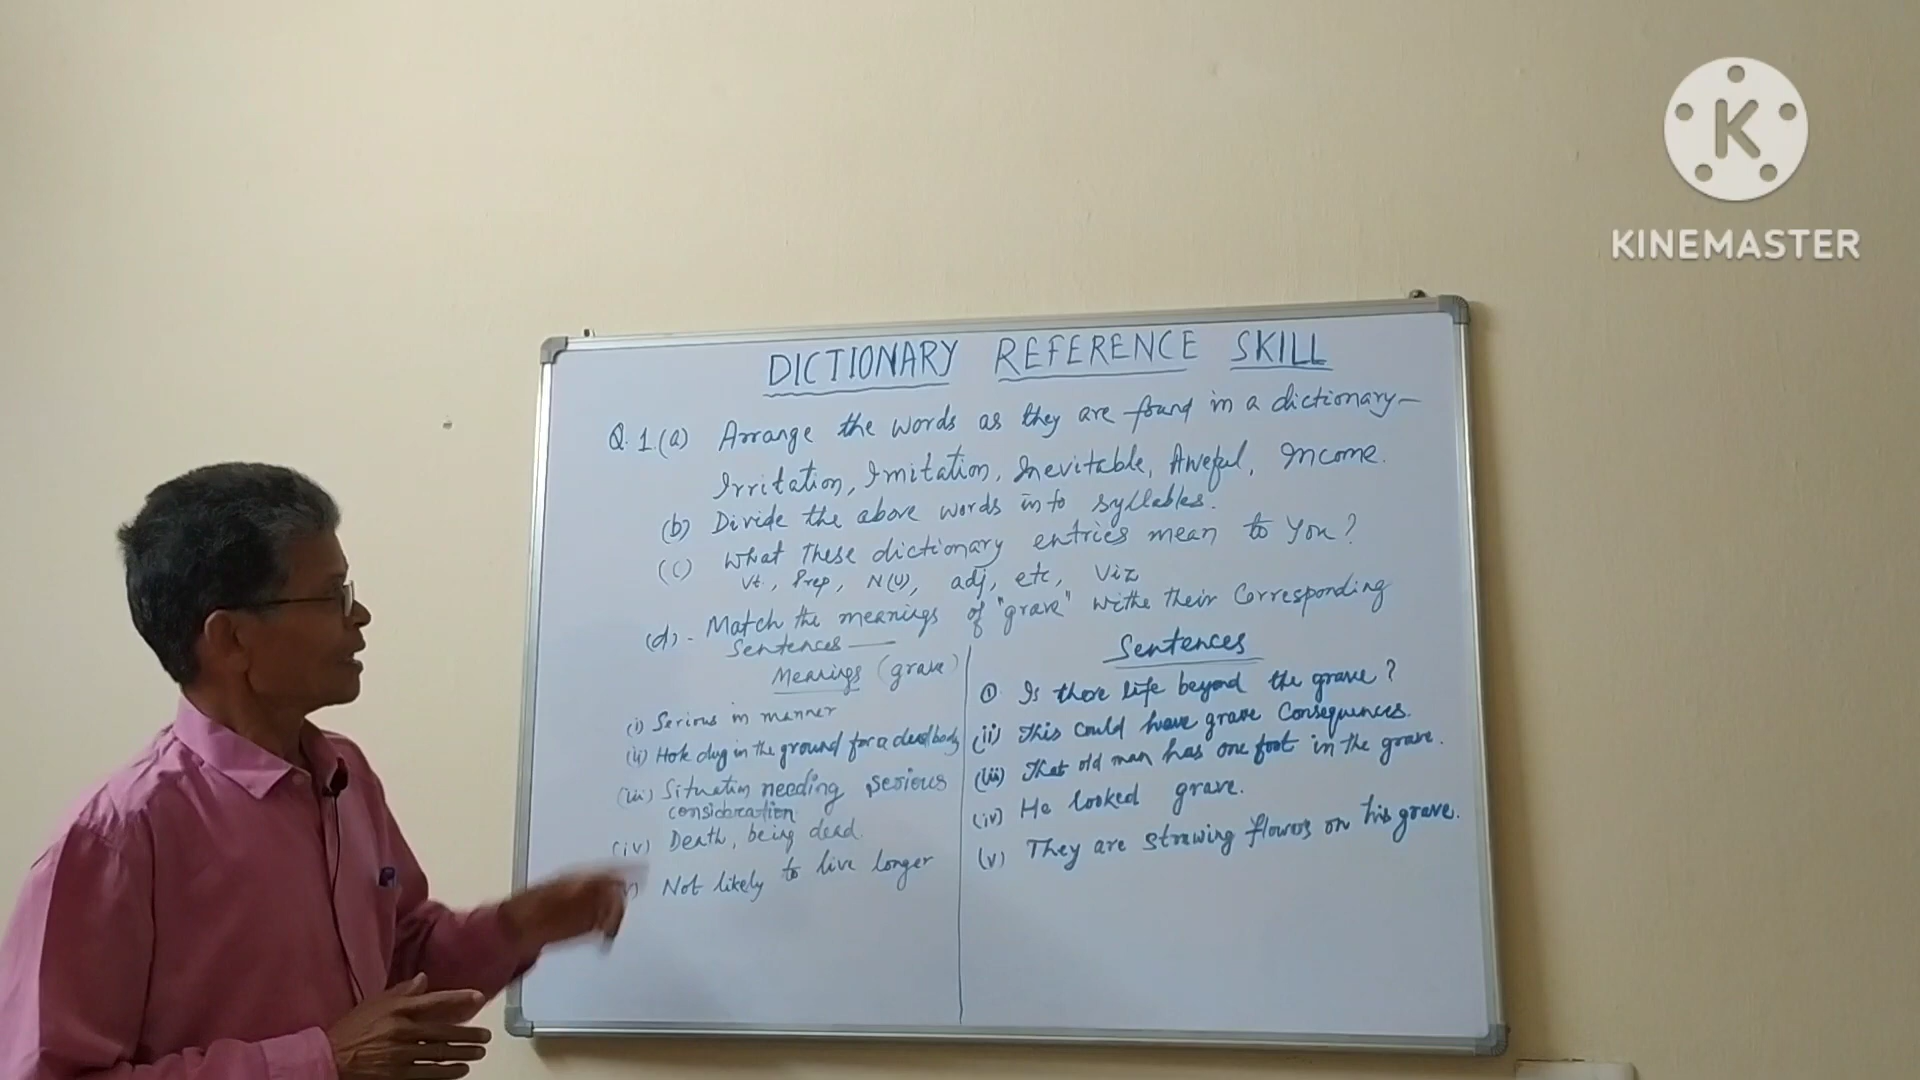 K
KINEMASTER
DICTIONARY REFERENCE SKILL
Q. 1.(a) Arrange the words as they are found in a dictionary—
Irritation, Imitation, Inevitable, Aweful, Income.
(b) Divide the above words in to syllables.
(c) What These dictionary entries mean to You?
Vt., Prep, N(U), adj, etc, Viz
(d)- Match the meanings of "grave" withe their Corresponding
Sentences —
Meanings (grave)
(i) Serious in manner
(ii) Hole dug in the ground for a dead body
(iii) Situation needing serious
consideration
(iv) Death, being dead.
Not likely to live longer
Sentences
① Is there life beyond the grave?
(ii) This could have grave Consequences.
(iii) That old man has one foot in the grave.
(iv) He looked grave.
(v) They are strewing flowers on his grave.